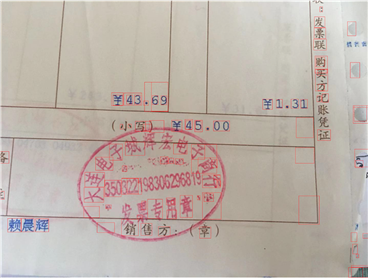 发票联 购买方记账凭证
¥43.69
¥1.31
(小写) ¥45.00
350322198306296819
发票专用章
赖晨辉
销售方:(章)